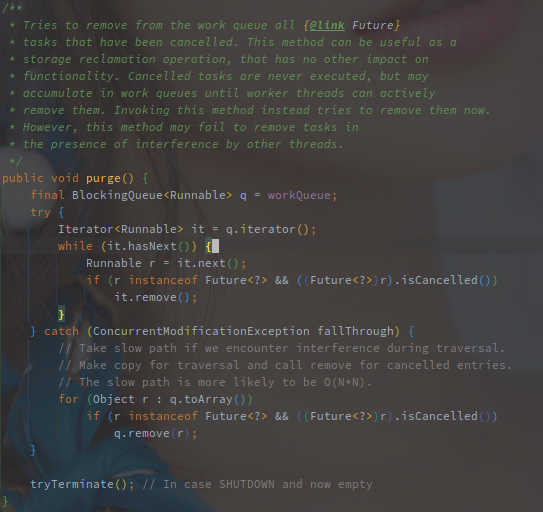 /**
 * Tries to remove from the work queue all {@link Future}
 * tasks that have been cancelled. This method can be useful as a
 * storage reclamation operation, that has no other impact on
 * functionality. Cancelled tasks are never executed, but may
 * accumulate in work queues until worker threads can actively
 * remove them. Invoking this method instead tries to remove them now.
 * However, this method may fail to remove tasks in
 * the presence of interference by other threads.
 */
public void purge() {
    final BlockingQueue<Runnable> q = workQueue;
    try {
        Iterator<Runnable> it = q.iterator();
        while (it.hasNext()) {
            Runnable r = it.next();
            if (r instanceof Future<?> && ((Future<?>)r).isCancelled())
                it.remove();
        }
    } catch (ConcurrentModificationException fallThrough) {
        // Take slow path if we encounter interference during traversal.
        // Make copy for traversal and call remove for cancelled entries.
        // The slow path is more likely to be O(N*N).
        for (Object r : q.toArray())
            if (r instanceof Future<?> && ((Future<?>)r).isCancelled())
                q.remove(r);
    }

    tryTerminate(); // In case SHUTDOWN and now empty
}